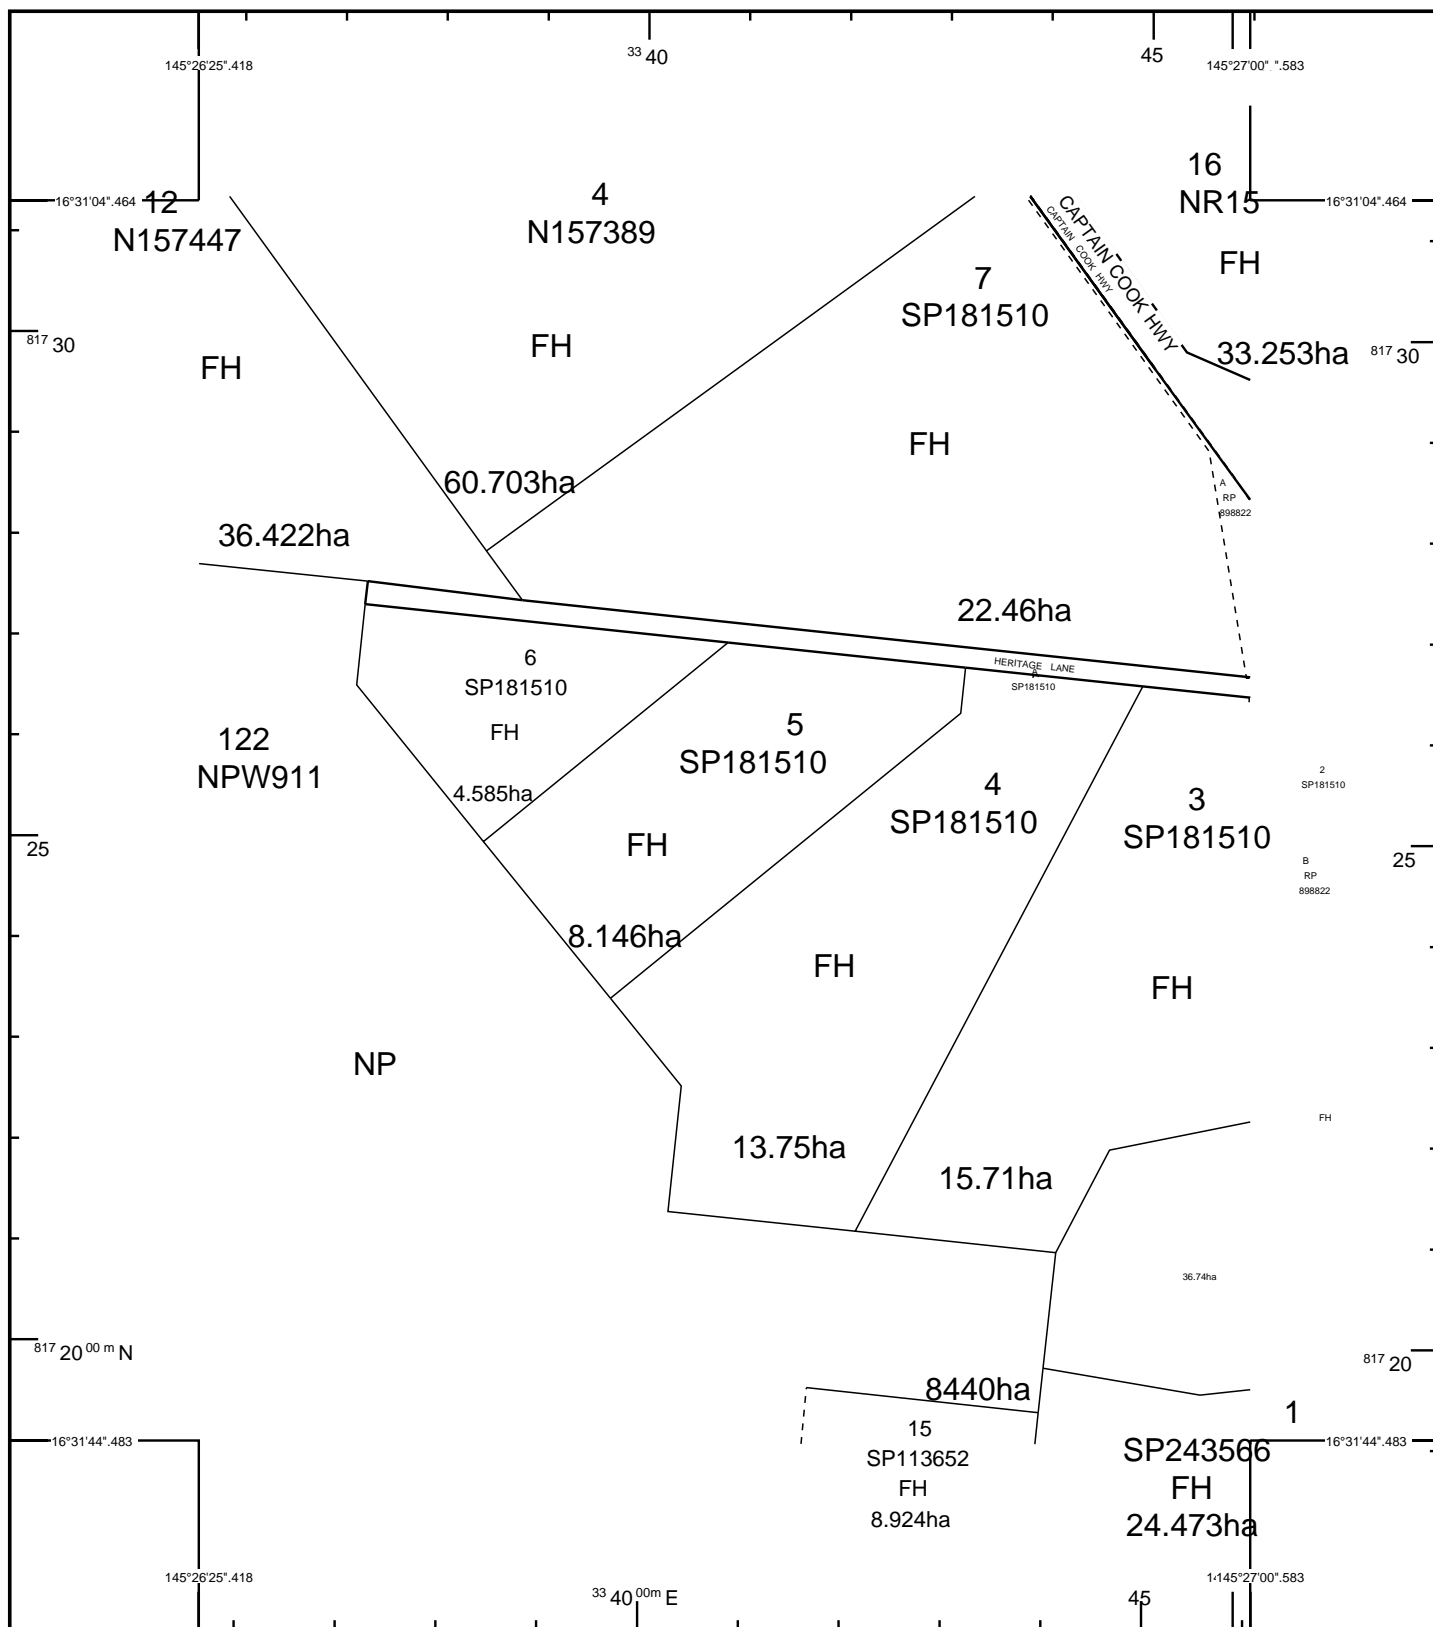 33 40
45
145°26'25".418
145°27'00" ".583
16°31'04".464
16°31'04".464
12
N157447
FH
36.422ha
4
N157389
FH
60.703ha
7
SP181510
FH
22.46ha
CAPTAIN COOK HWY
CAPTAIN COOK HWY
16
NR15
FH
33.253ha
817 30
817 30
A
RP
898822
HERITAGE LANE
A
SP181510
6
SP181510
FH
4.585ha
5
SP181510
FH
8.146ha
4
SP181510
FH
13.75ha
3
SP181510
FH
15.71ha
2
SP181510
B
RP
898822
FH
36.74ha
122
NPW911
NP
25
25
817 20 00 m N
817 20
8440ha
15
SP113652
FH
8.924ha
1
SP243566
FH
24.473ha
16°31'44".483
16°31'44".483
145°26'25".418
33 40 00m E
45
145°27'00".583